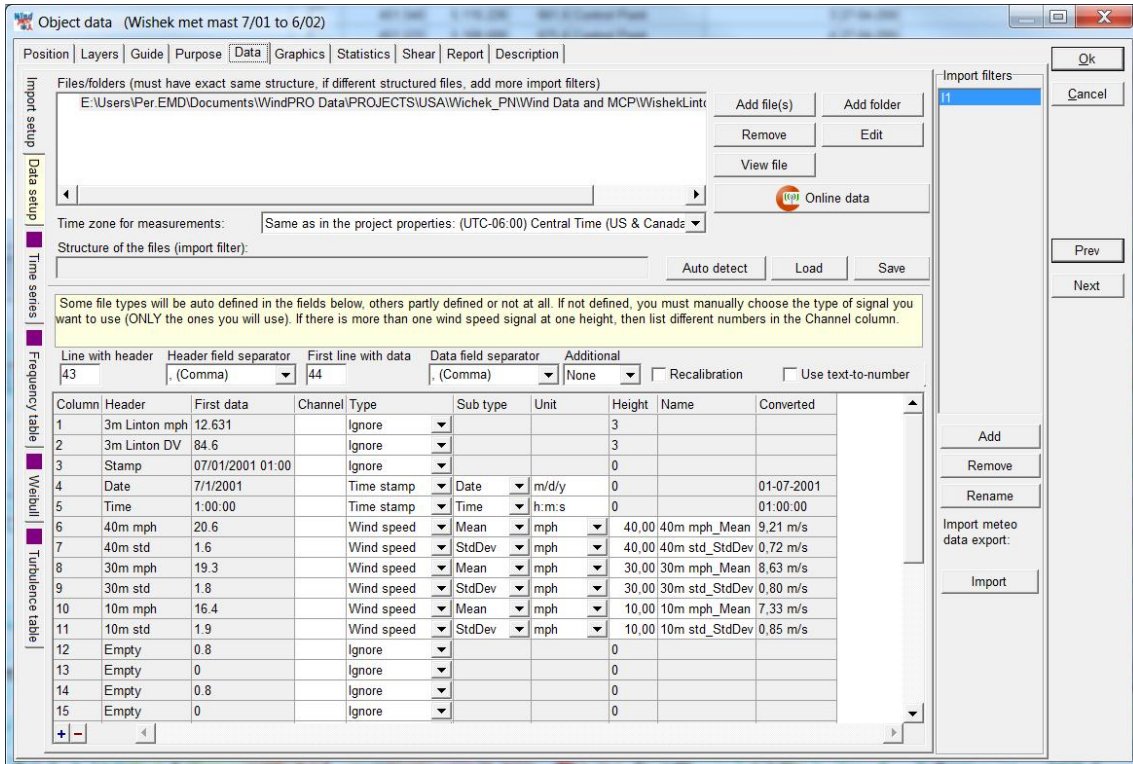 Object data (Wishek met mast 7/01 to 6/02)
Position Layers Guide Purpose Data Graphics Statistics Shear Report Description
Ok
Cancel
Prev
Next
Import setup
Data setup
Time series
Frequency table
Weibull
Turbulence table
Files/folders (must have exact same structure, if different structured files, add more import filters)
E:\Users\Per.EMD\Documents\WindPRO Data\PROJECTS\USA\Wichek_PN\Wind Data and MCP\WishekLinto
Add file(s) Add folder
Remove Edit
View file
Online data
Time zone for measurements: Same as in the project properties: (UTC-06:00) Central Time (US & Canada
Structure of the files (import filter):
Auto detect Load Save
Some file types will be auto defined in the fields below, others partly defined or not at all. If not defined, you must manually choose the type of signal you
want to use (ONLY the ones you will use). If there is more than one wind speed signal at one height, then list different numbers in the Channel column.
Line with header Header field separator First line with data Data field separator Additional
43 , (Comma) 44 , (Comma) None Recalibration Use text-to-number
Column Header First data Channel Type Sub type Unit Height Name Converted
1 3m Linton mph 12.631 Ignore 3
2 3m Linton DV 84.6 Ignore 3
3 Stamp 07/01/2001 01:00 Ignore 0
4 Date 7/1/2001 Time stamp Date m/d/y 0 01-07-2001
5 Time 1:00:00 Time stamp Time h:m:s 0 01:00:00
6 40m mph 20.6 Wind speed Mean mph 40,00 40m mph_Mean 9,21 m/s
7 40m std 1.6 Wind speed StdDev mph 40,00 40m std_StdDev 0,72 m/s
8 30m mph 19.3 Wind speed Mean mph 30,00 30m mph_Mean 8,63 m/s
9 30m std 1.8 Wind speed StdDev mph 30,00 30m std_StdDev 0,80 m/s
10 10m mph 16.4 Wind speed Mean mph 10,00 10m mph_Mean 7,33 m/s
11 10m std 1.9 Wind speed StdDev mph 10,00 10m std_StdDev 0,85 m/s
12 Empty 0.8 Ignore 0
13 Empty 0 Ignore 0
14 Empty 0.8 Ignore 0
15 Empty 0 Ignore 0
Import filters
I1
Add
Remove
Rename
Import meteo
data export:
Import